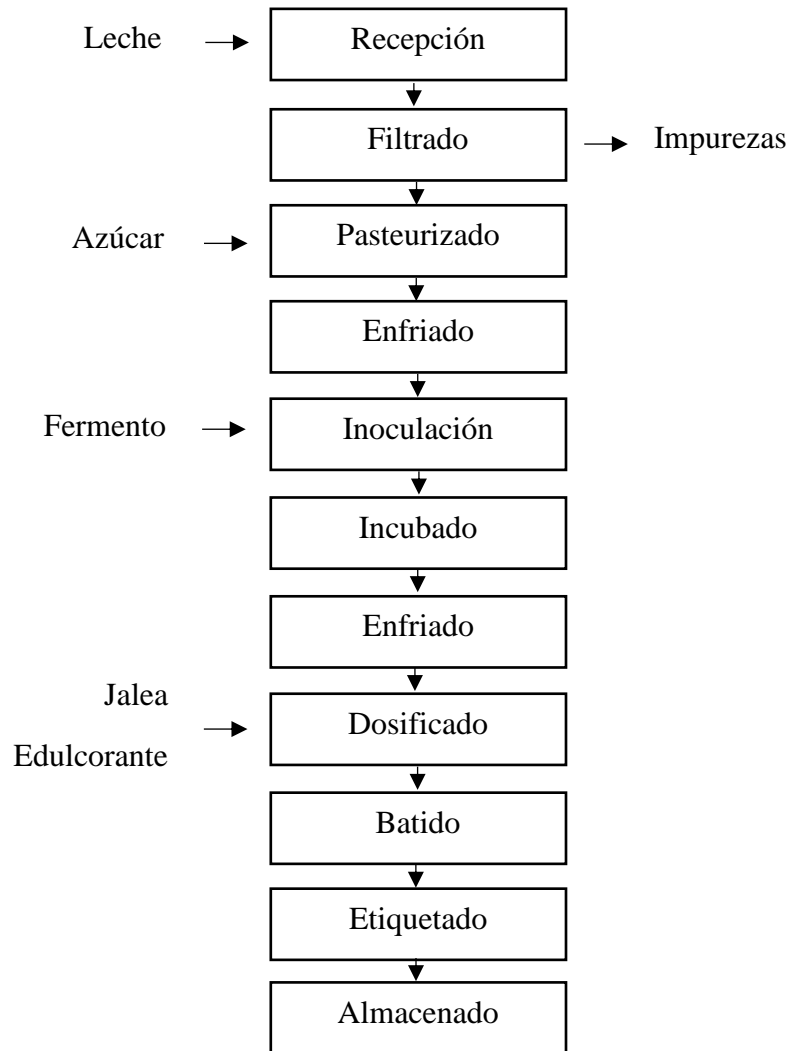 Leche
Recepción
Filtrado
Impurezas
Azúcar
Pasteurizado
Enfriado
Fermento
Inoculación
Incubado
Enfriado
Jalea
Edulcorante
Dosificado
Batido
Etiquetado
Almacenado